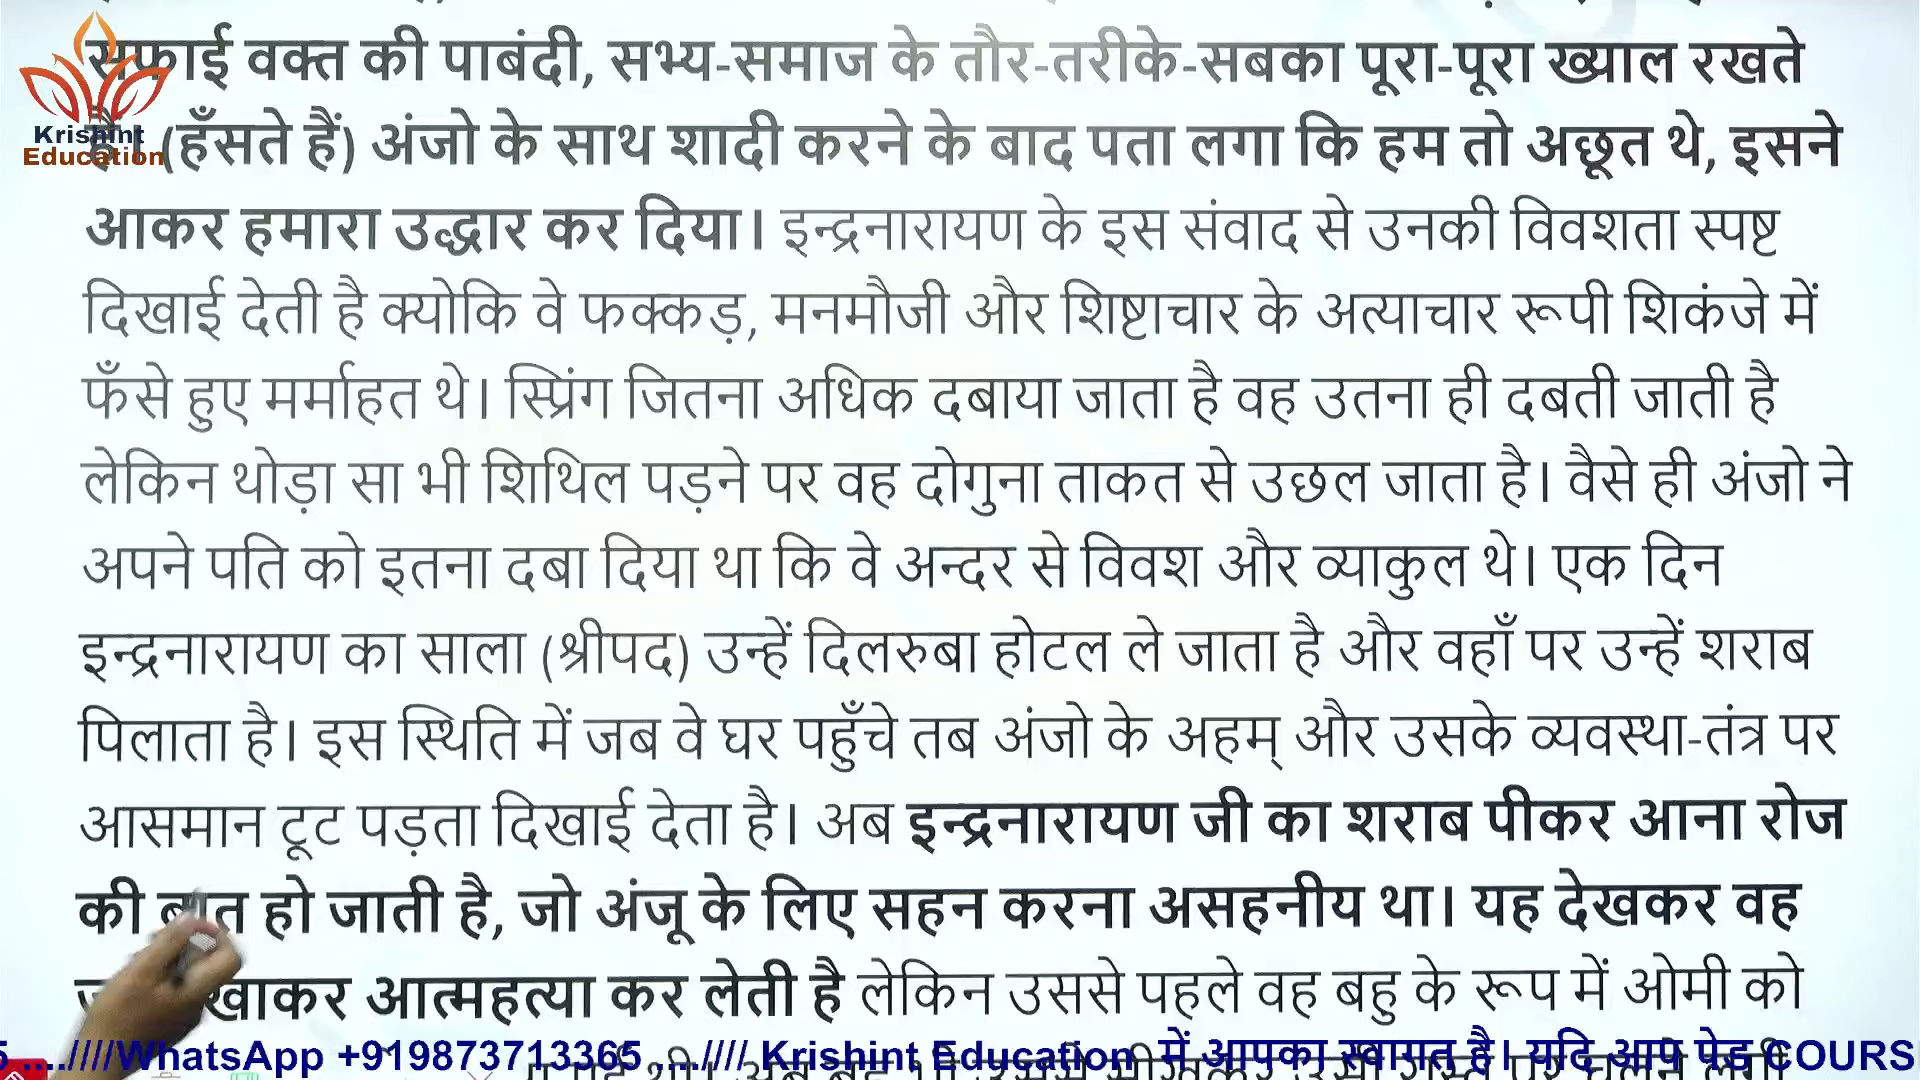 सफाई वक्त की पाबंदी, सभ्य-समाज के तौर-तरीके-सबका पूरा-पूरा ख्याल रखते
Krishint
Education
(हँसते हैं) अंजो के साथ शादी करने के बाद पता लगा कि हम तो अछूत थे, इसने
आकर हमारा उद्धार कर दिया। इन्द्रनारायण के इस संवाद से उनकी विवशता स्पष्ट
दिखाई देती है क्योकि वे फक्कड़, मनमौजी और शिष्टाचार के अत्याचार रूपी शिकंजे में
फँसे हुए मर्माहत थे। स्प्रिंग जितना अधिक दबाया जाता है वह उतना ही दबती जाती है
लेकिन थोड़ा सा भी शिथिल पड़ने पर वह दोगुना ताकत से उछल जाता है। वैसे ही अंजो ने
अपने पति को इतना दबा दिया था कि वे अन्दर से विवश और व्याकुल थे। एक दिन
इन्द्रनारायण का साला (श्रीपद) उन्हें दिलरुबा होटल ले जाता है और वहाँ पर उन्हें शराब
पिलाता है। इस स्थिति में जब वे घर पहुँचे तब अंजो के अहम् और उसके व्यवस्था-तंत्र पर
आसमान टूट पड़ता दिखाई देता है। अब इन्द्रनारायण जी का शराब पीकर आना रोज
की बात हो जाती है, जो अंजू के लिए सहन करना असहनीय था। यह देखकर वह
खाकर आत्महत्या कर लेती है लेकिन उससे पहले वह बहु के रूप में ओमी को
5 ....////WhatsApp +919873713365 ....//// Krishint Education में आपका स्वागत है। यदि आप पेड COURS